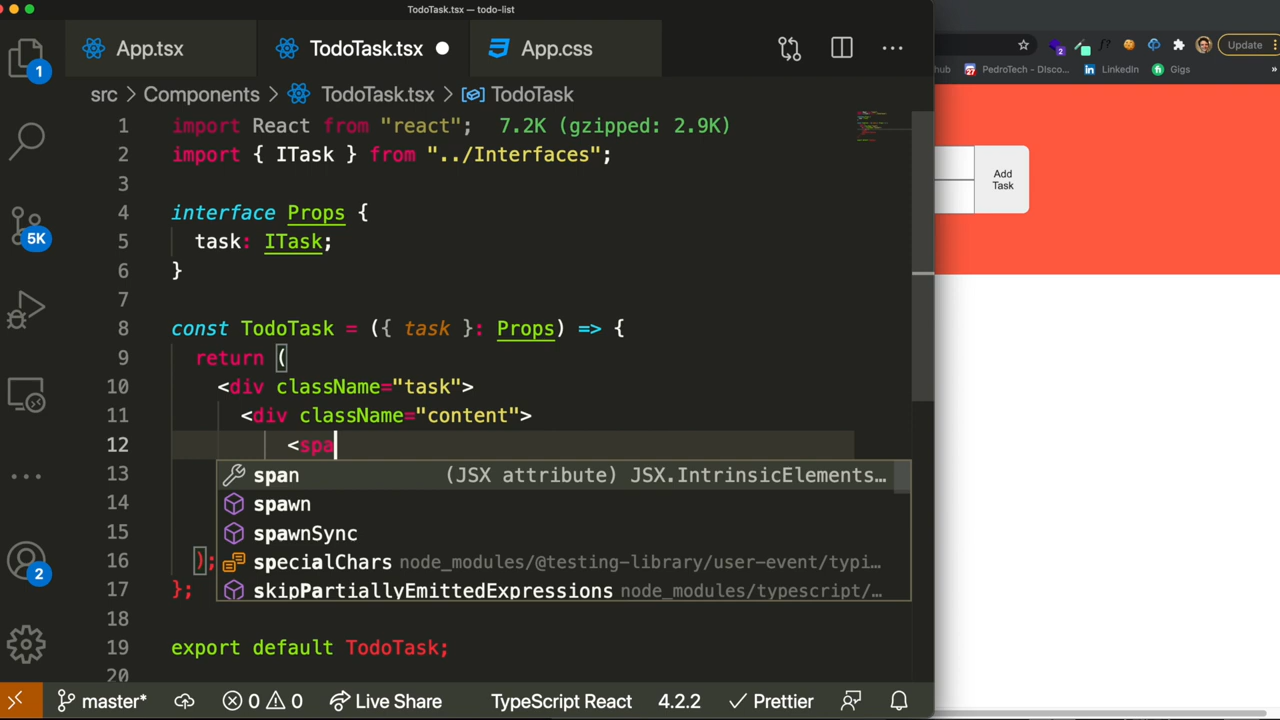 TodoTask.tsx — todo-list
App.tsx
TodoTask.tsx
App.css
Update
hub
PedroTech - DIsco...
LinkedIn
Gigs
»
src > Components > TodoTask.tsx > TodoTask
1 import React from "react"; 7.2K (gzipped: 2.9K)
2 import { ITask } from "../Interfaces";
3
4 interface Props {
5 task: ITask;
6 }
7
8 const TodoTask = ({ task }: Props) => {
9 return (
10 <div className="task">
11 <div className="content">
12 <spa
13 span (JSX attribute) JSX.IntrinsicElements…
14 spawn
15 spawnSync
specialChars node_modules/@testing-library/user-event/typi…
skipPartiallyEmittedExpressions node_modules/typescript/…
16 );
17 };
18
19 export default TodoTask;
20
Add
Task
1
5K
2
2
master*
0
0
Live Share
TypeScript React
4.2.2
Prettier